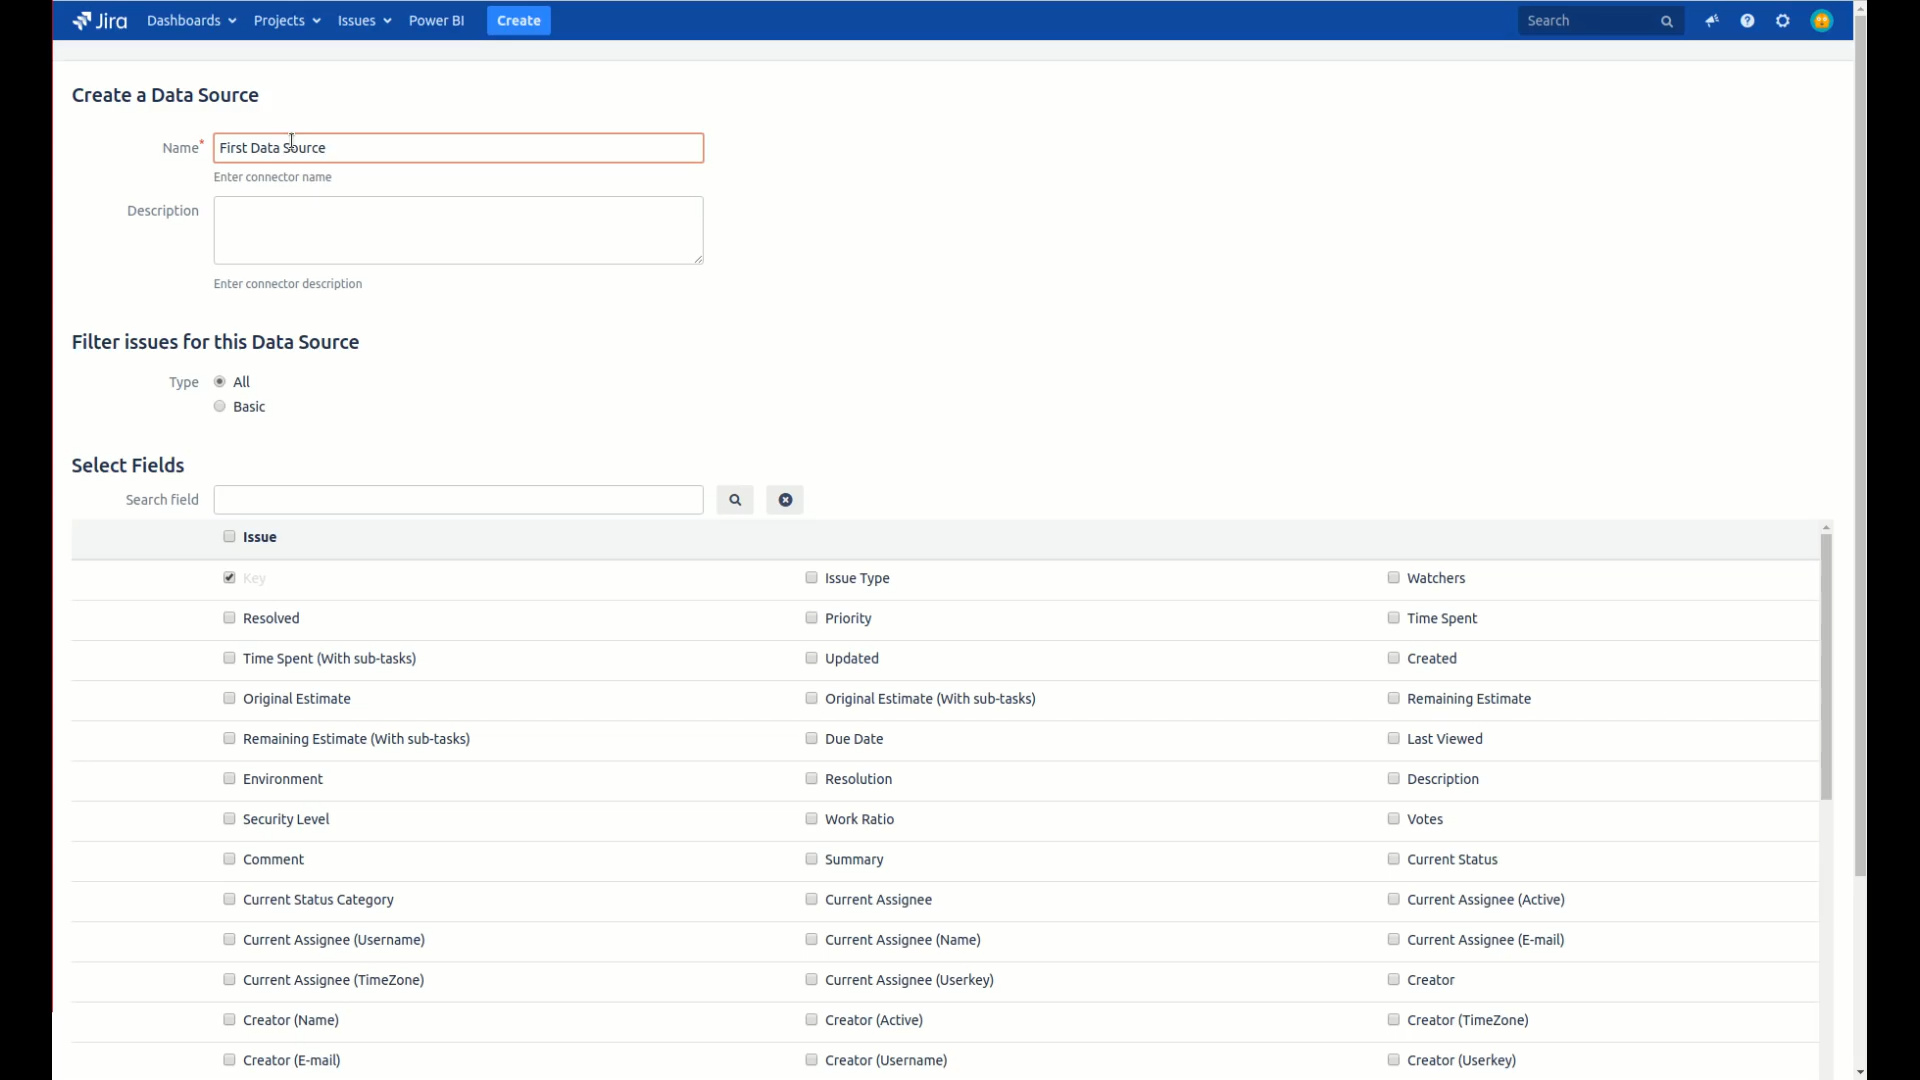 Jira Dashboards Projects Issues Power BI Create Search
Create a Data Source
Name* First Data Source
Enter connector name
Description
Enter connector description
Filter issues for this Data Source
Type All
Basic
Select Fields
Search field
Issue
Key Issue Type Watchers
Resolved Priority Time Spent
Time Spent (With sub-tasks) Updated Created
Original Estimate Original Estimate (With sub-tasks) Remaining Estimate
Remaining Estimate (With sub-tasks) Due Date Last Viewed
Environment Resolution Description
Security Level Work Ratio Votes
Comment Summary Current Status
Current Status Category Current Assignee Current Assignee (Active)
Current Assignee (Username) Current Assignee (Name) Current Assignee (E-mail)
Current Assignee (TimeZone) Current Assignee (Userkey) Creator
Creator (Name) Creator (Active) Creator (TimeZone)
Creator (E-mail) Creator (Username) Creator (Userkey)